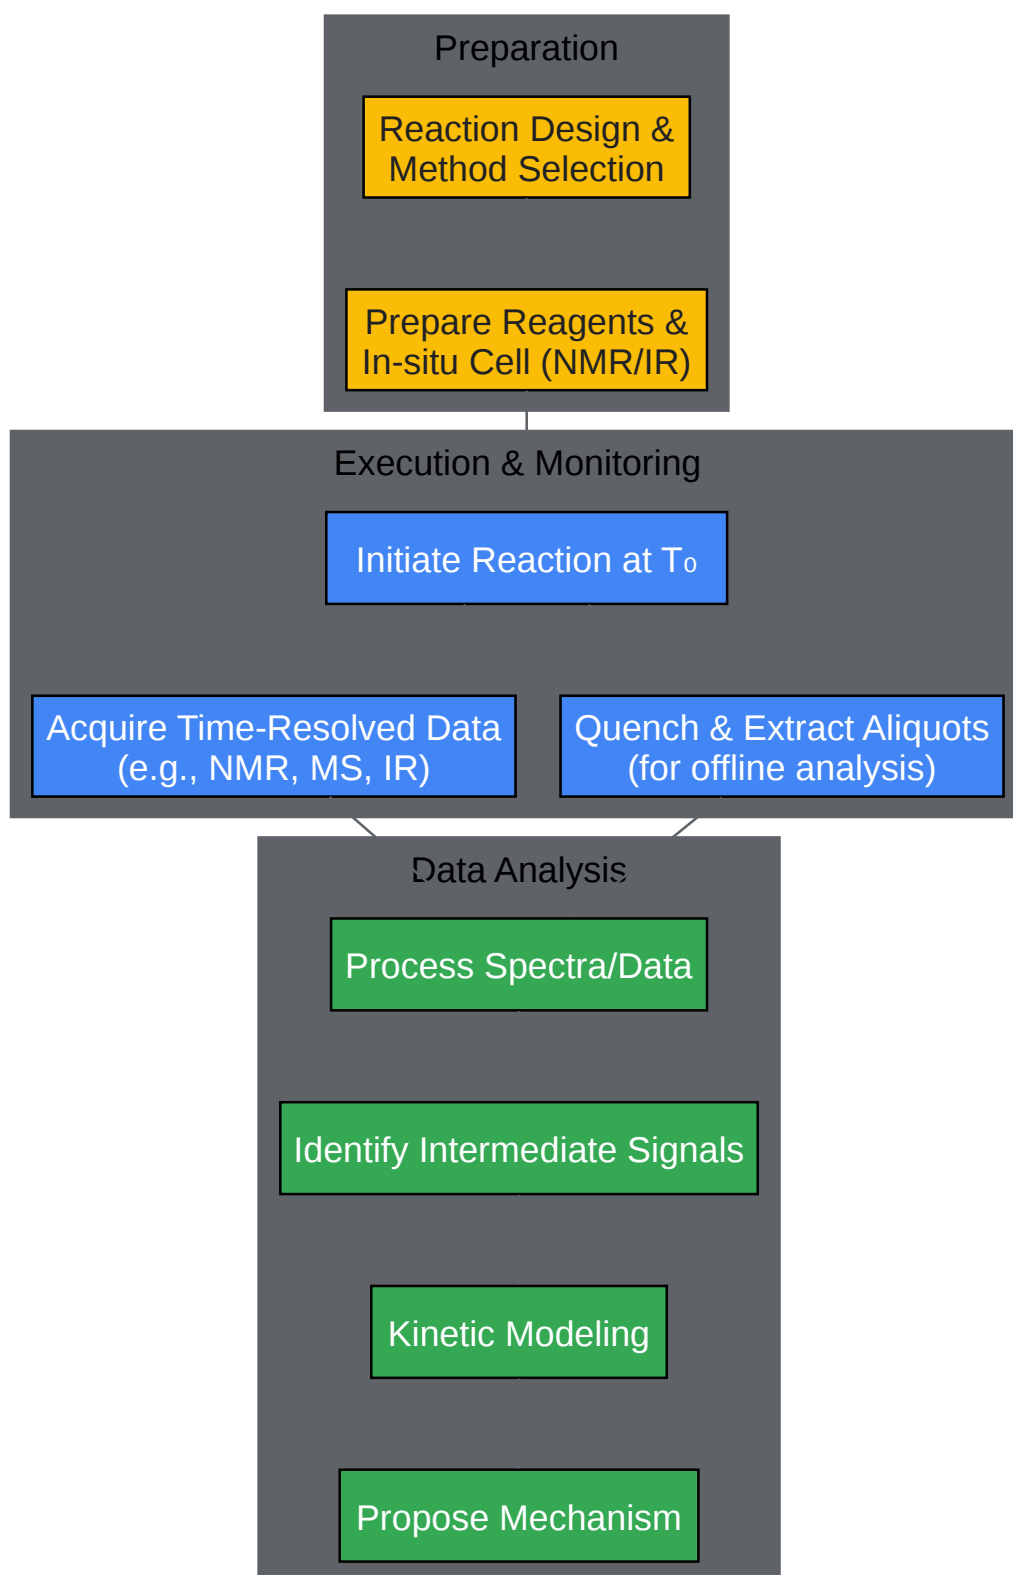 Preparation
Reaction Design &
Method Selection
Prepare Reagents &
In-situ Cell (NMR/IR)
Execution & Monitoring
Initiate Reaction at T₀
Acquire Time-Resolved Data
(e.g., NMR, MS, IR)
Quench & Extract Aliquots
(for offline analysis)
Data Analysis
Process Spectra/Data
Identify Intermediate Signals
Kinetic Modeling
Propose Mechanism